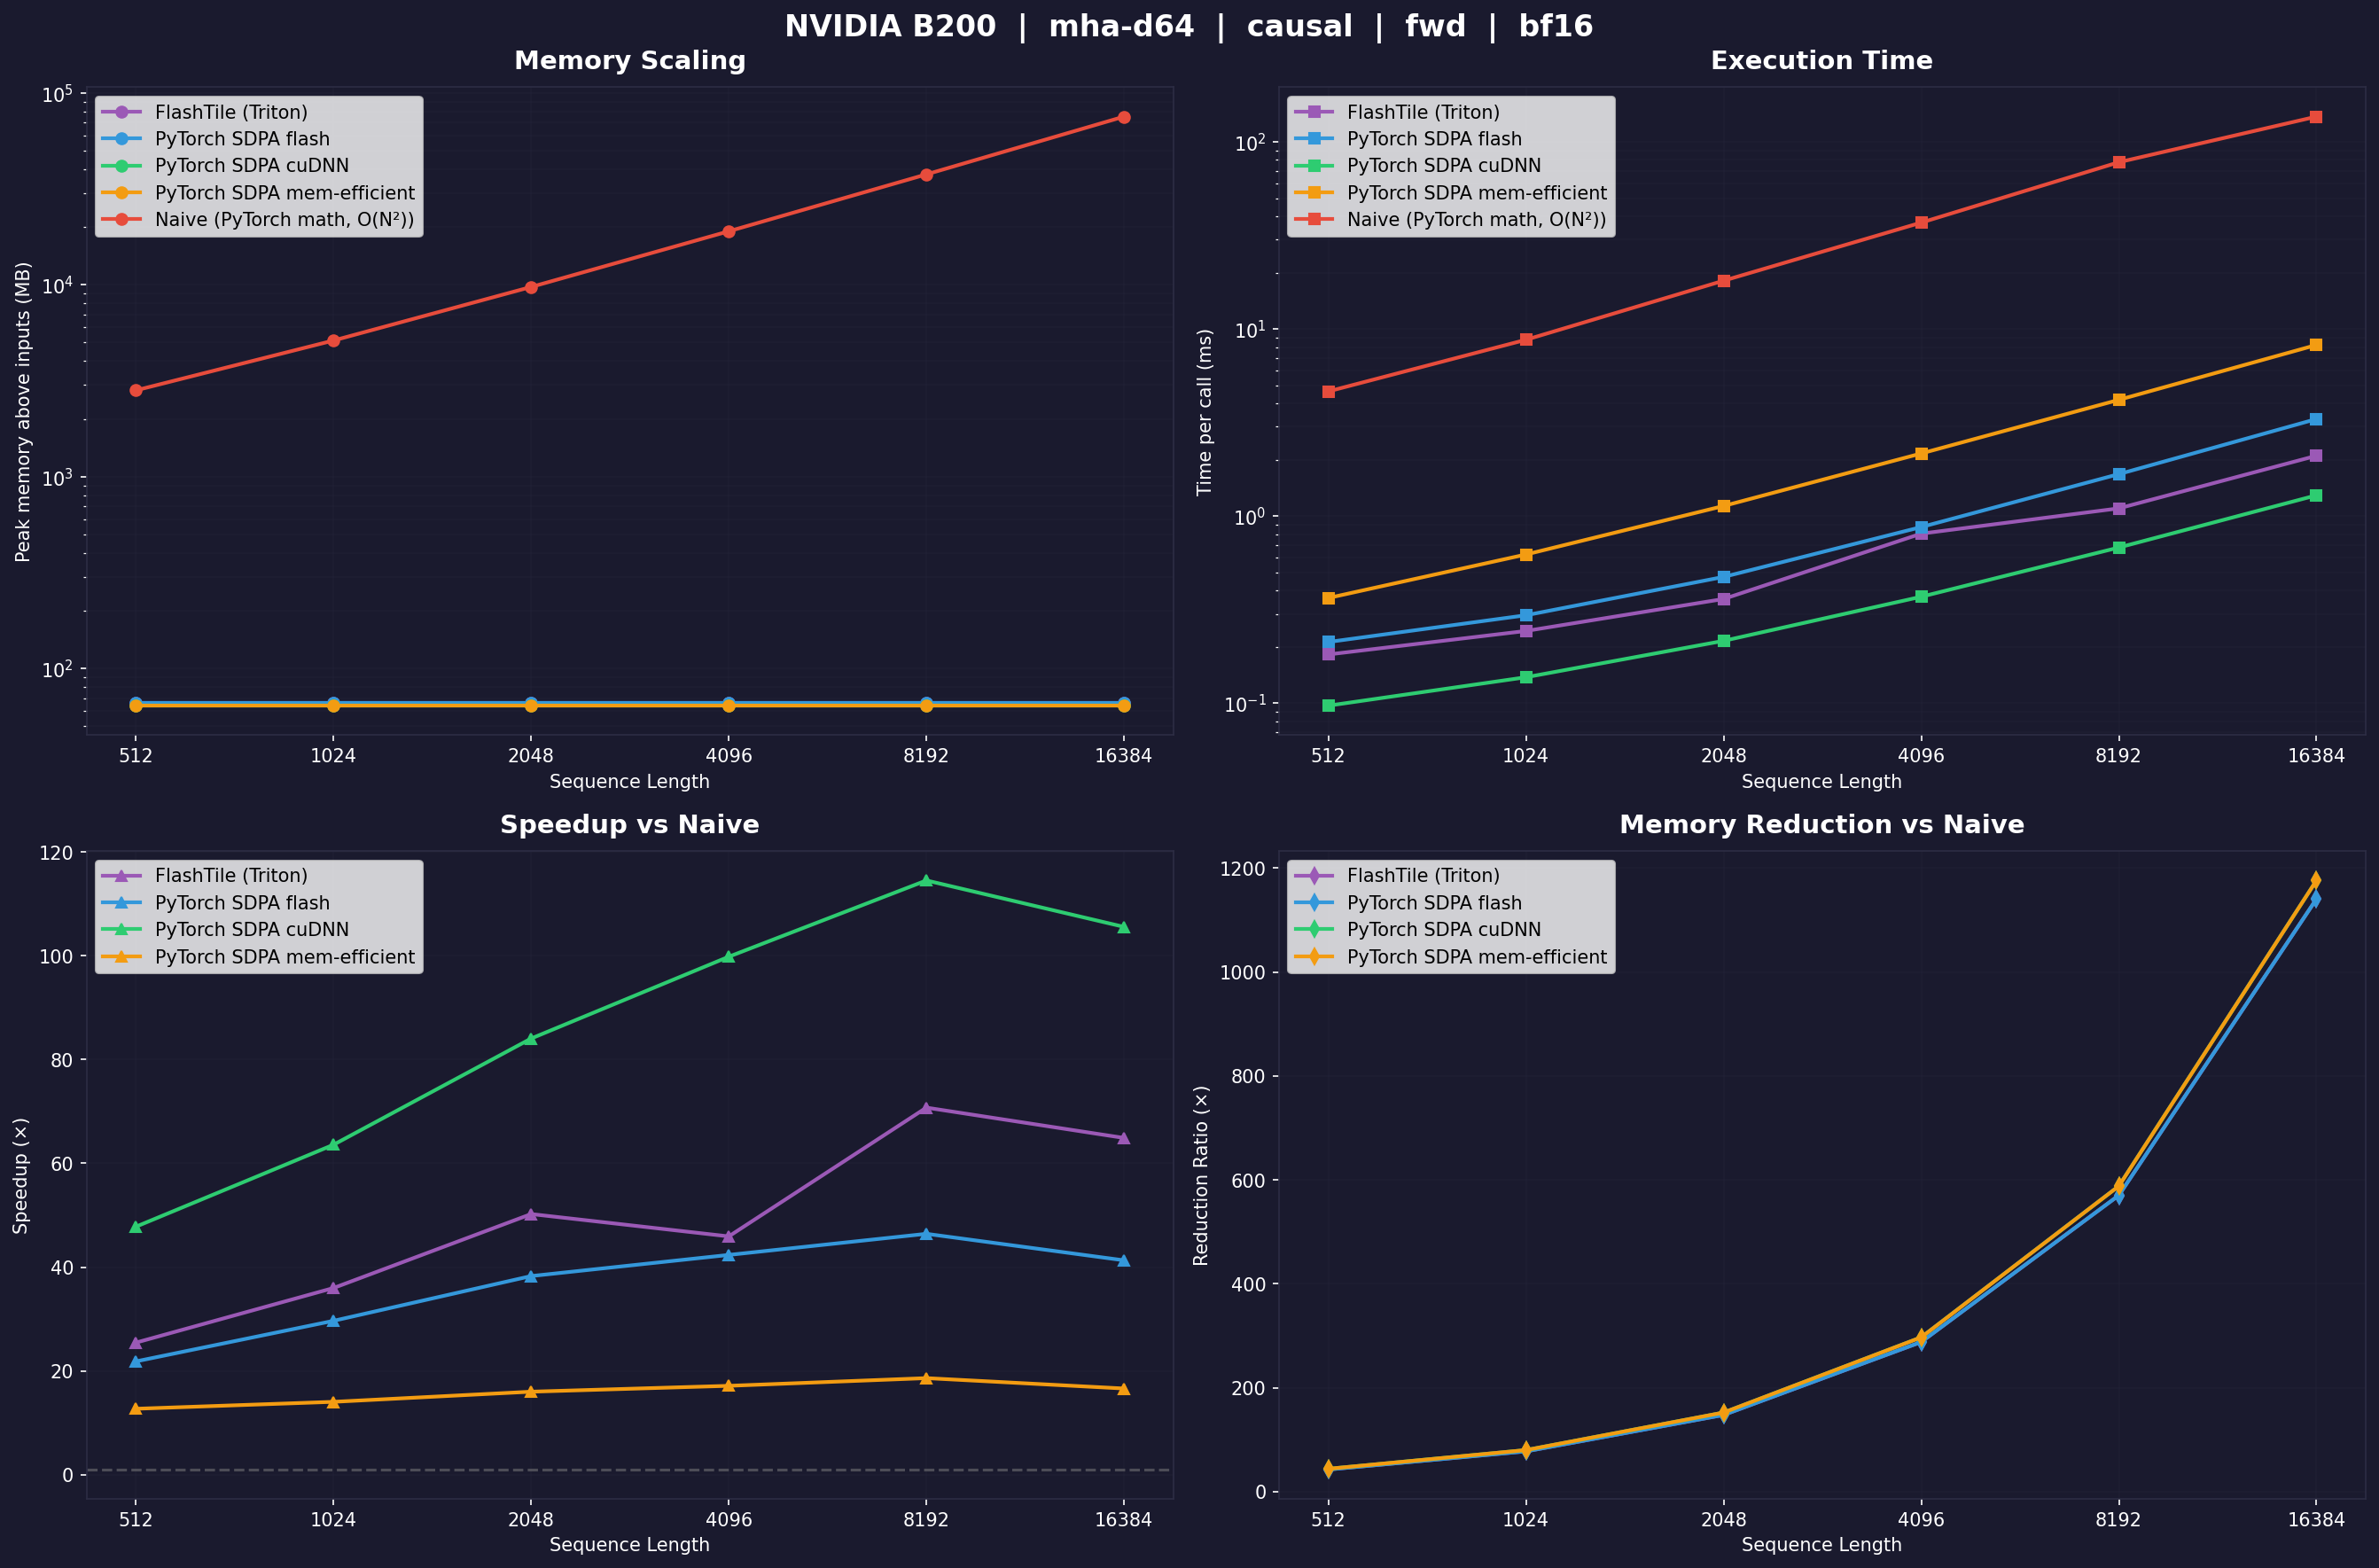 NVIDIA B200 | mha-d64 | causal | fwd | bf16
Memory Scaling
10⁵
10⁴
10³
10²
Peak memory above inputs (MB)
FlashTile (Triton)
PyTorch SDPA flash
PyTorch SDPA cuDNN
PyTorch SDPA mem-efficient
Naive (PyTorch math, O(N²))
512 1024 2048 4096 8192 16384
Sequence Length
Execution Time
10²
10¹
10⁰
10⁻¹
Time per call (ms)
FlashTile (Triton)
PyTorch SDPA flash
PyTorch SDPA cuDNN
PyTorch SDPA mem-efficient
Naive (PyTorch math, O(N²))
512 1024 2048 4096 8192 16384
Sequence Length
Speedup vs Naive
120
100
80
60
40
20
0
Speedup (×)
FlashTile (Triton)
PyTorch SDPA flash
PyTorch SDPA cuDNN
PyTorch SDPA mem-efficient
512 1024 2048 4096 8192 16384
Sequence Length
Memory Reduction vs Naive
1200
1000
800
600
400
200
0
Reduction Ratio (×)
FlashTile (Triton)
PyTorch SDPA flash
PyTorch SDPA cuDNN
PyTorch SDPA mem-efficient
512 1024 2048 4096 8192 16384
Sequence Length